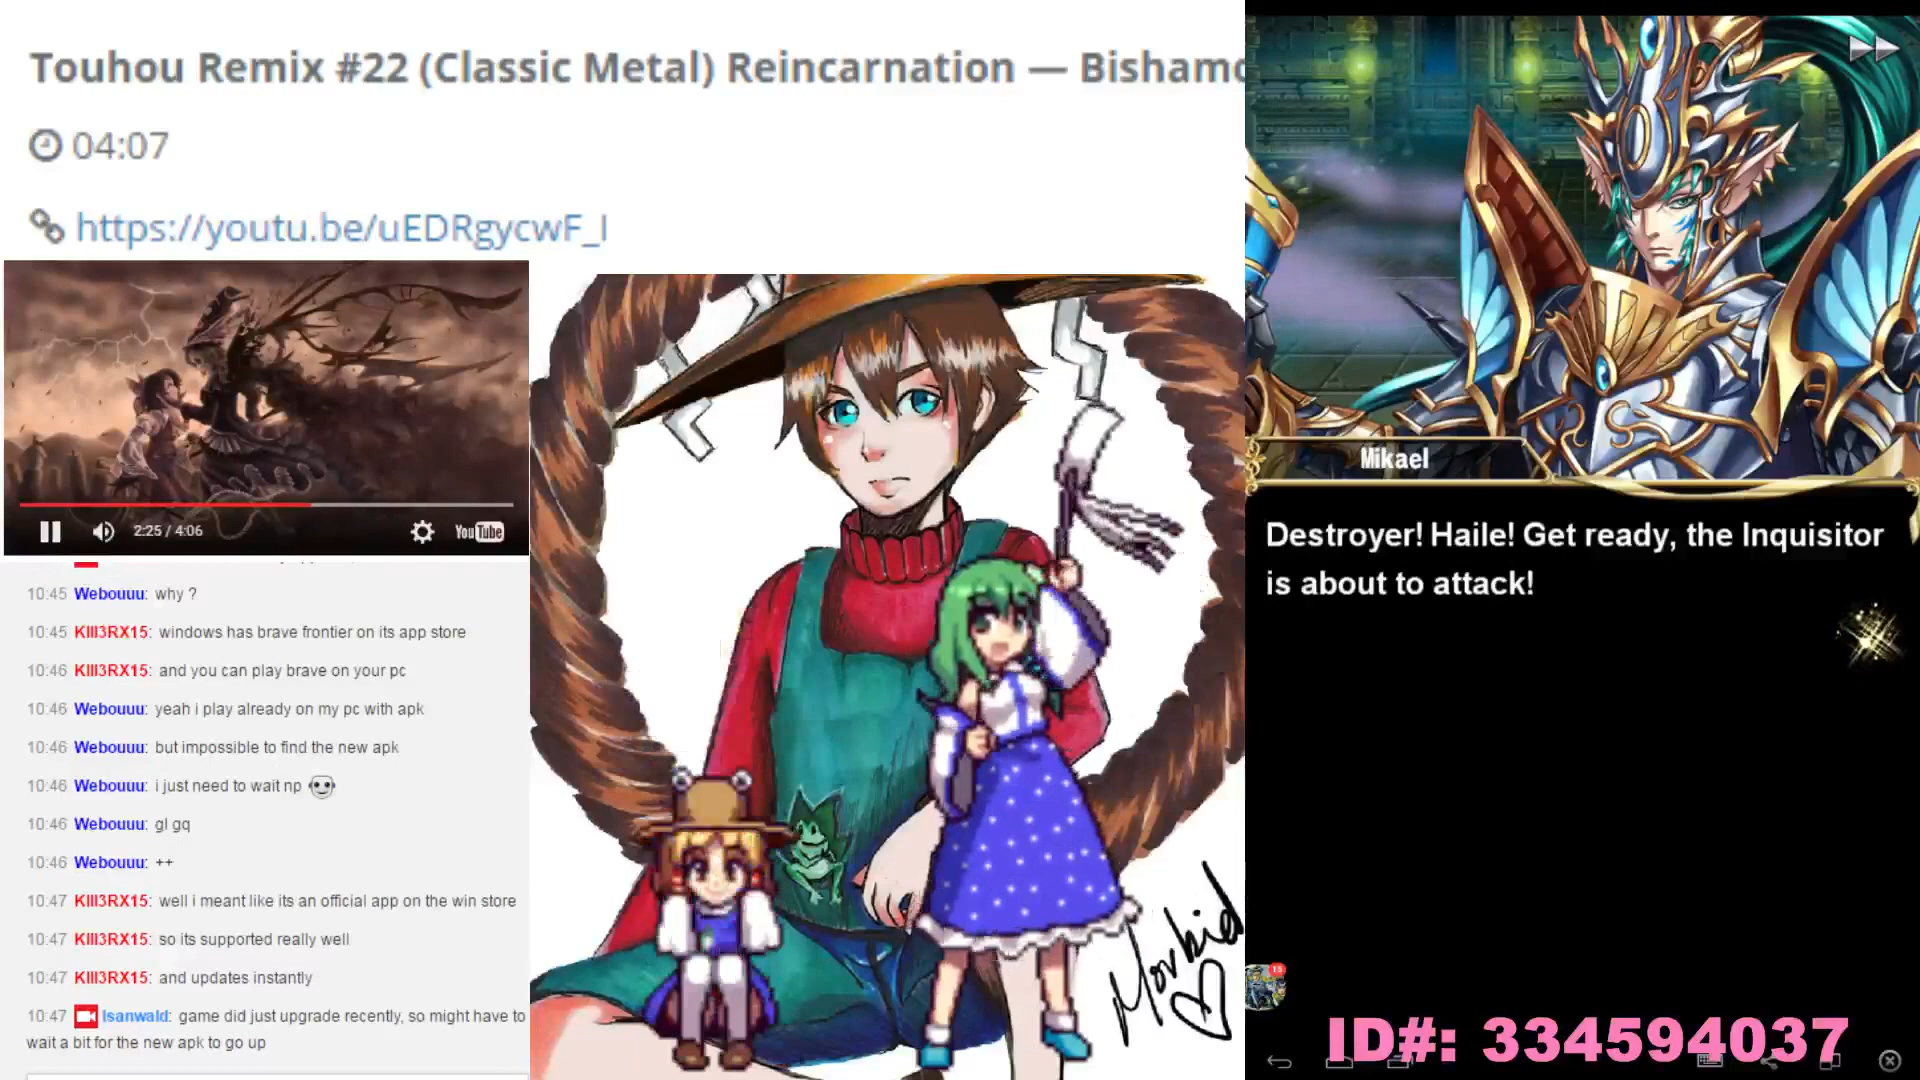 Touhou Remix #22 (Classic Metal) Reincarnation — Bishamo
04:07
https://youtu.be/uEDRgycwF_I
2:25 / 4:06
YouTube
10:45 Webouuu: why ?
10:45 KIII3RX15: windows has brave frontier on its app store
10:46 KIII3RX15: and you can play brave on your pc
10:46 Webouuu: yeah i play already on my pc with apk
10:46 Webouuu: but impossible to find the new apk
10:46 Webouuu: i just need to wait np
10:46 Webouuu: gl gq
10:46 Webouuu: ++
10:47 KIII3RX15: well i meant like its an official app on the win store
10:47 KIII3RX15: so its supported really well
10:47 KIII3RX15: and updates instantly
10:47 Isanwald: game did just upgrade recently, so might have to
wait a bit for the new apk to go up
Morbid
Mikael
Destroyer! Haile! Get ready, the Inquisitor
is about to attack!
15
ID#: 334594037